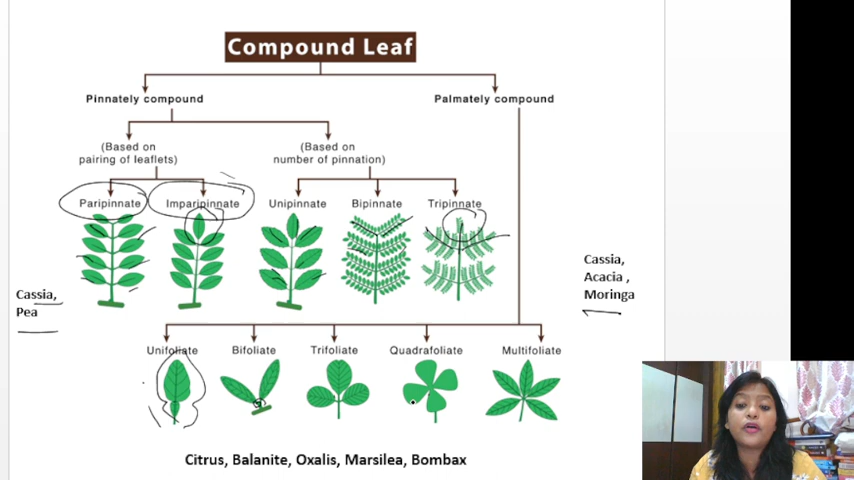 Compound Leaf
Pinnately compound
Palmately compound
(Based on
pairing of leaflets)
(Based on
number of pinnation)
Paripinnate
Imparipinnate
Unipinnate
Bipinnate
Tripinnate
Cassia,
Pea
Cassia,
Acacia ,
Moringa
Unifoliate
Bifoliate
Trifoliate
Quadrafoliate
Multifoliate
Citrus, Balanite, Oxalis, Marsilea, Bombax